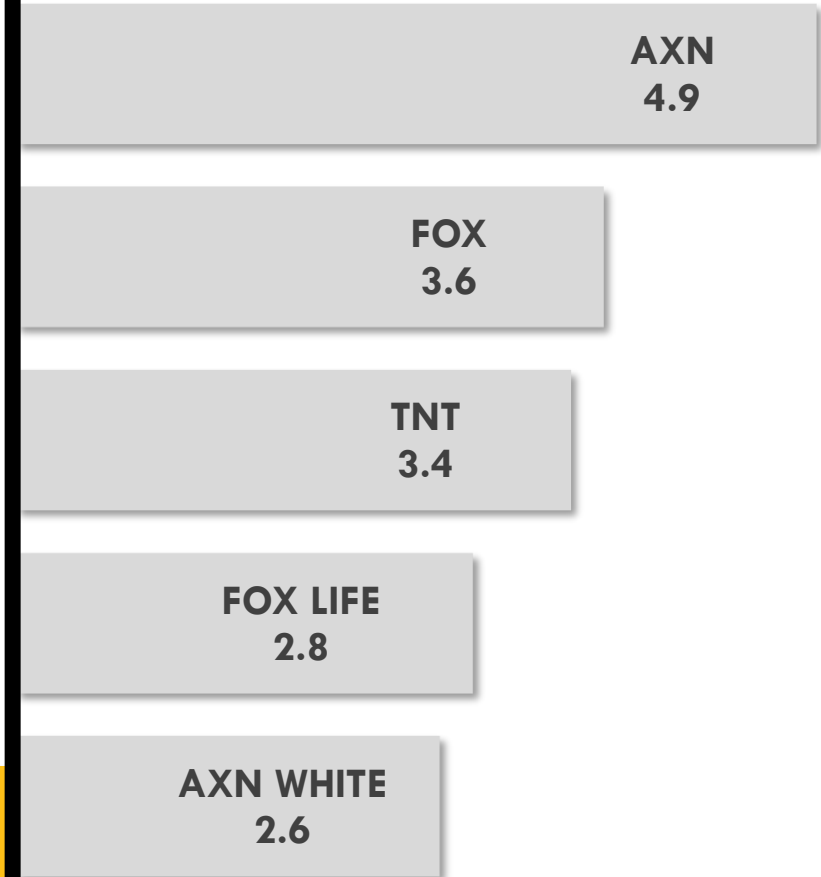 AXN
4.9
FOX
3.6
TNT
3.4
FOX LIFE
2.8
AXN WHITE
2.6